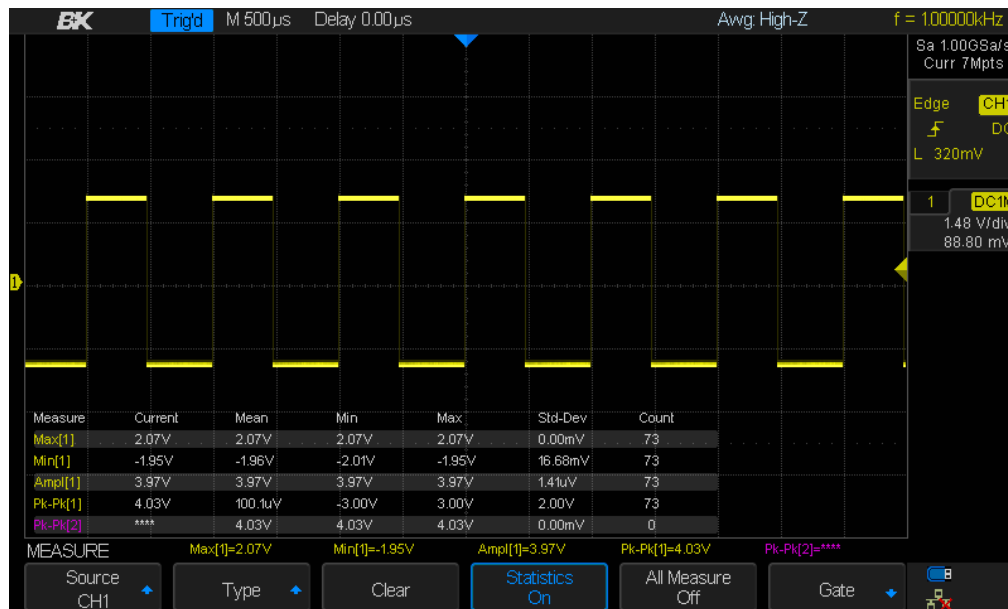 BK Trig'd M 500µs Delay 0.00µs Awg: High-Z f = 1.00000kHz
Sa 1.00GSa/s
Curr 7Mpts
Edge CH1
DC
L 320mV
1 DC1M
1.48 V/div
88.80 mV
1
Measure Current Mean Min Max Std-Dev Count
Max[1] 2.07V 2.07V 2.07V 2.07V 0.00mV 73
Min[1] -1.95V -1.96V -2.01V -1.95V 16.68mV 73
Ampl[1] 3.97V 3.97V 3.97V 3.97V 1.41uV 73
Pk-Pk[1] 4.03V 100.1uV -3.00V 3.00V 2.00V 73
Pk-Pk[2] **** 4.03V 4.03V 4.03V 0.00mV 0
MEASURE Max[1]=2.07V Min[1]=-1.95V Ampl[1]=3.97V Pk-Pk[1]=4.03V Pk-Pk[2]=****
Source
CH1
Type
Clear
Statistics
On
All Measure
Off
Gate